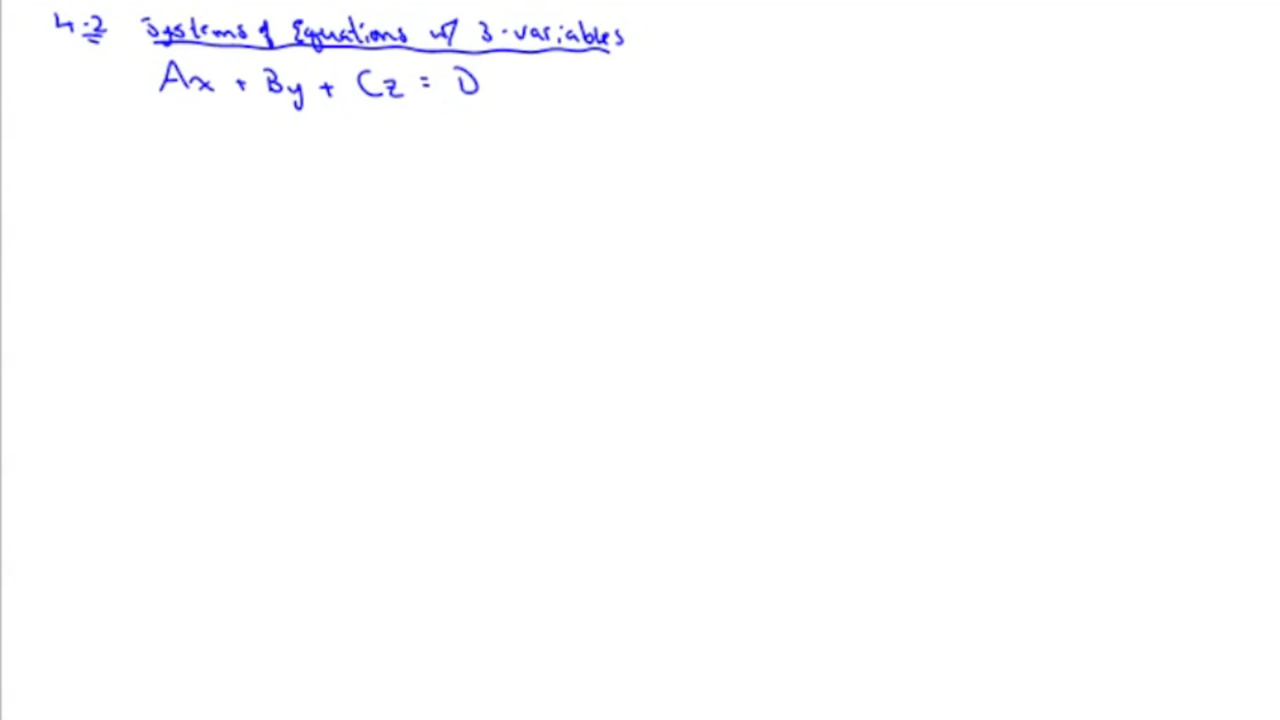 4.2 Systems of Equations w/ 3-variables
Ax + By + Cz = D